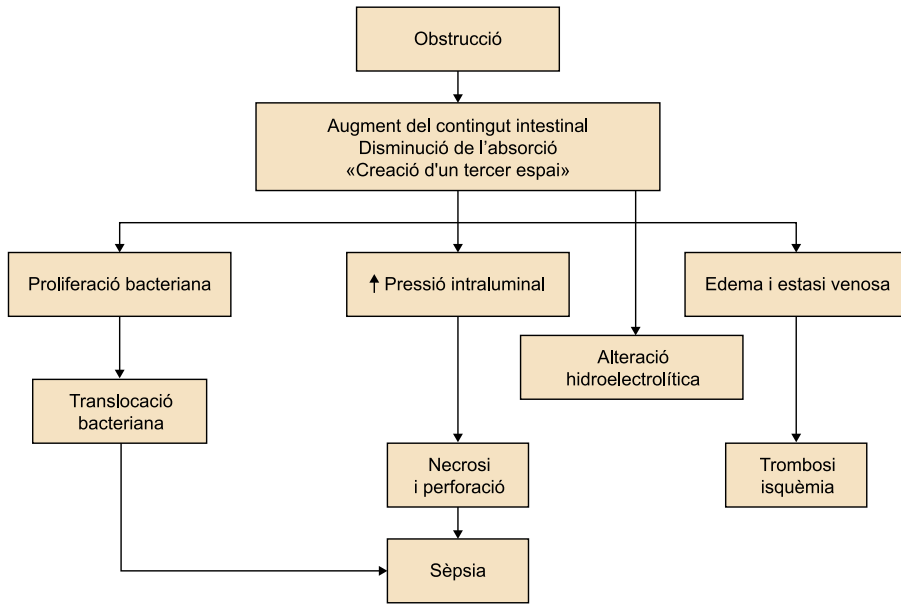 Obstrucció
Augment del contingut intestinal
Disminució de l’absorció
«Creació d'un tercer espai»
Proliferació bacteriana
↑ Pressió intraluminal
Edema i estasi venosa
Alteració
hidroelectrolítica
Translocació
bacteriana
Necrosi
i perforació
Trombosi
isquèmia
Sèpsia